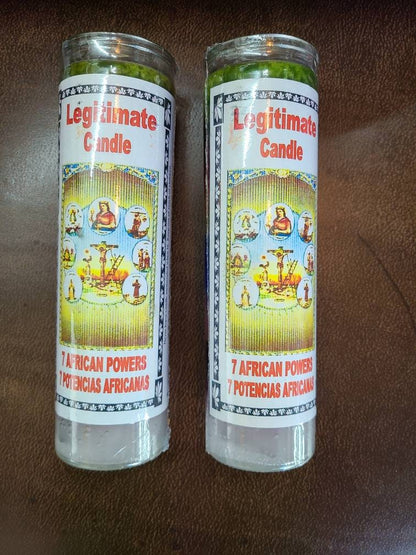 Legitimate
Candle
7 AFRICAN POWERS
7 POTENCIAS AFRICANAS
Legitimate
Candle
7 AFRICAN POWERS
7 POTENCIAS AFRICANAS